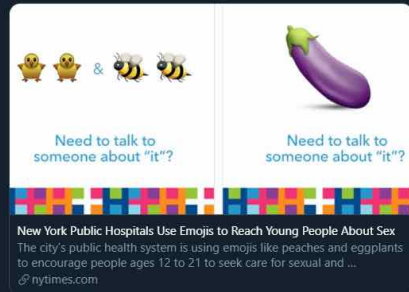 &
Need to talk to
someone about "it"?
Need to talk to
someone about "it"?
New York Public Hospitals Use Emojis to Reach Young People About Sex
The city's public health system is using emojis like peaches and eggplants
to encourage people ages 12 to 21 to seek care for sexual and ...
nytimes.com